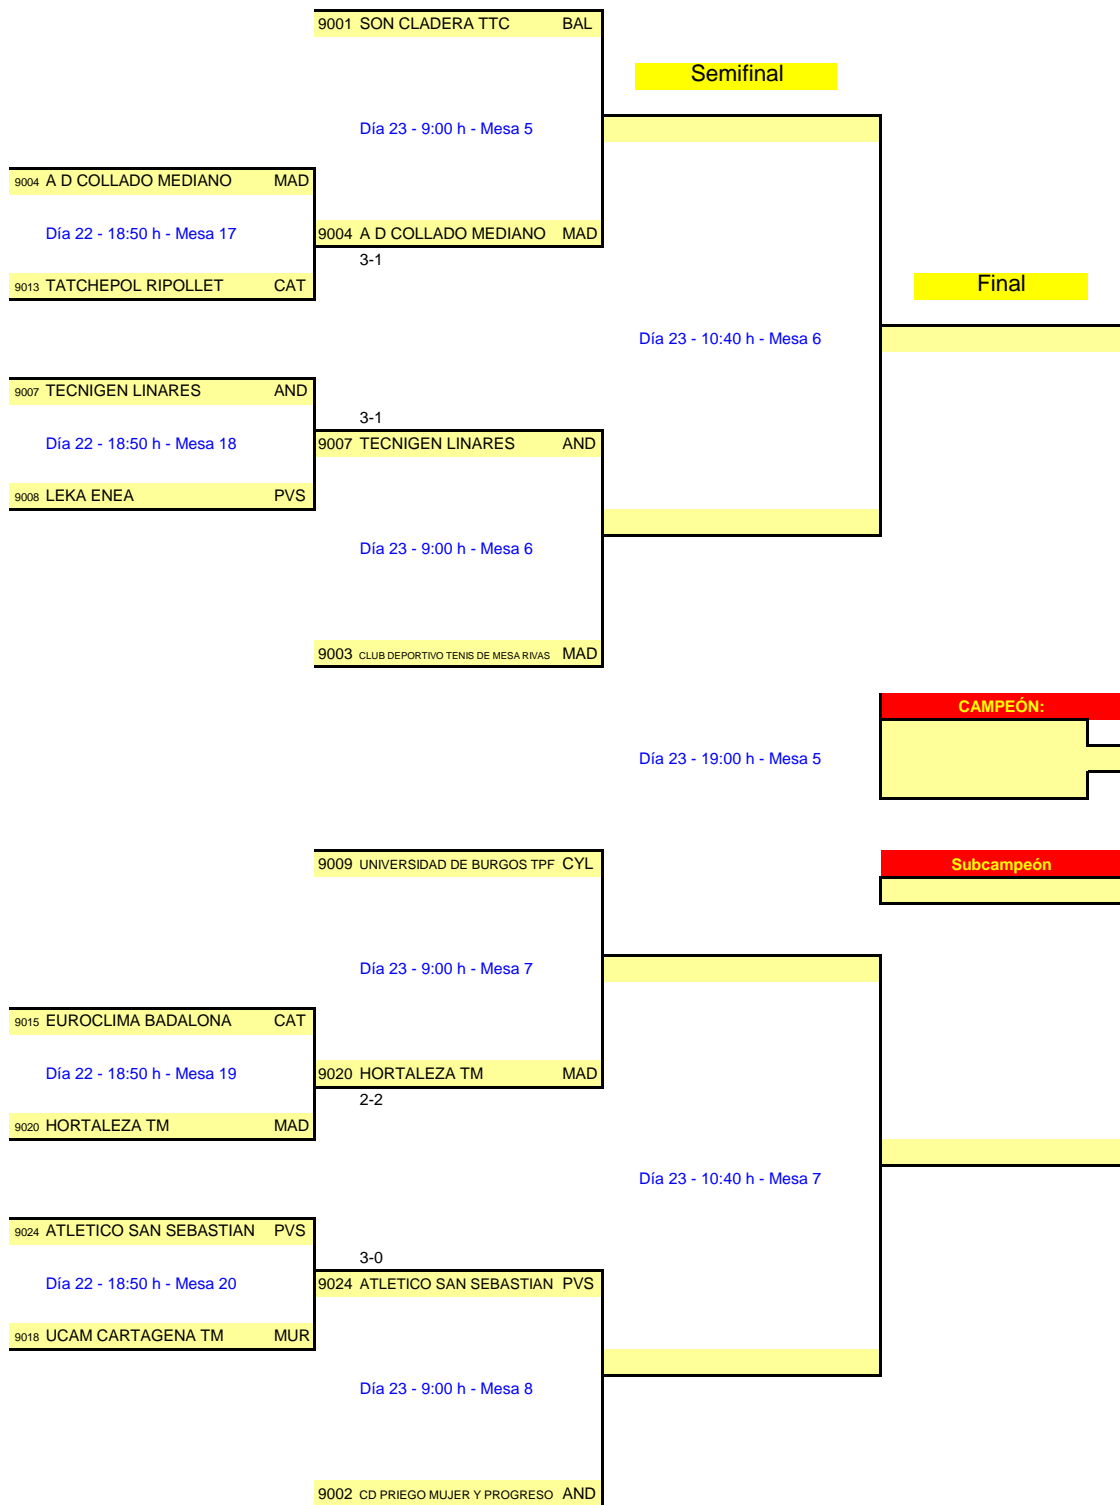 9001 SON CLADERA TTC BAL
Semifinal
Día 23 - 9:00 h - Mesa 5
9004 A D COLLADO MEDIANO MAD
Día 22 - 18:50 h - Mesa 17
9004 A D COLLADO MEDIANO MAD
3-1
9013 TATCHEPOL RIPOLLET CAT
Final
Día 23 - 10:40 h - Mesa 6
9007 TECNIGEN LINARES AND
3-1
Día 22 - 18:50 h - Mesa 18
9007 TECNIGEN LINARES AND
9008 LEKA ENEA PVS
Día 23 - 9:00 h - Mesa 6
9003 CLUB DEPORTIVO TENIS DE MESA RIVAS MAD
CAMPEÓN:
Día 23 - 19:00 h - Mesa 5
9009 UNIVERSIDAD DE BURGOS TPF CYL
Subcampeón
Día 23 - 9:00 h - Mesa 7
9015 EUROCLIMA BADALONA CAT
Día 22 - 18:50 h - Mesa 19
9020 HORTALEZA TM MAD
2-2
9020 HORTALEZA TM MAD
Día 23 - 10:40 h - Mesa 7
9024 ATLETICO SAN SEBASTIAN PVS
3-0
Día 22 - 18:50 h - Mesa 20
9024 ATLETICO SAN SEBASTIAN PVS
9018 UCAM CARTAGENA TM MUR
Día 23 - 9:00 h - Mesa 8
9002 CD PRIEGO MUJER Y PROGRESO AND